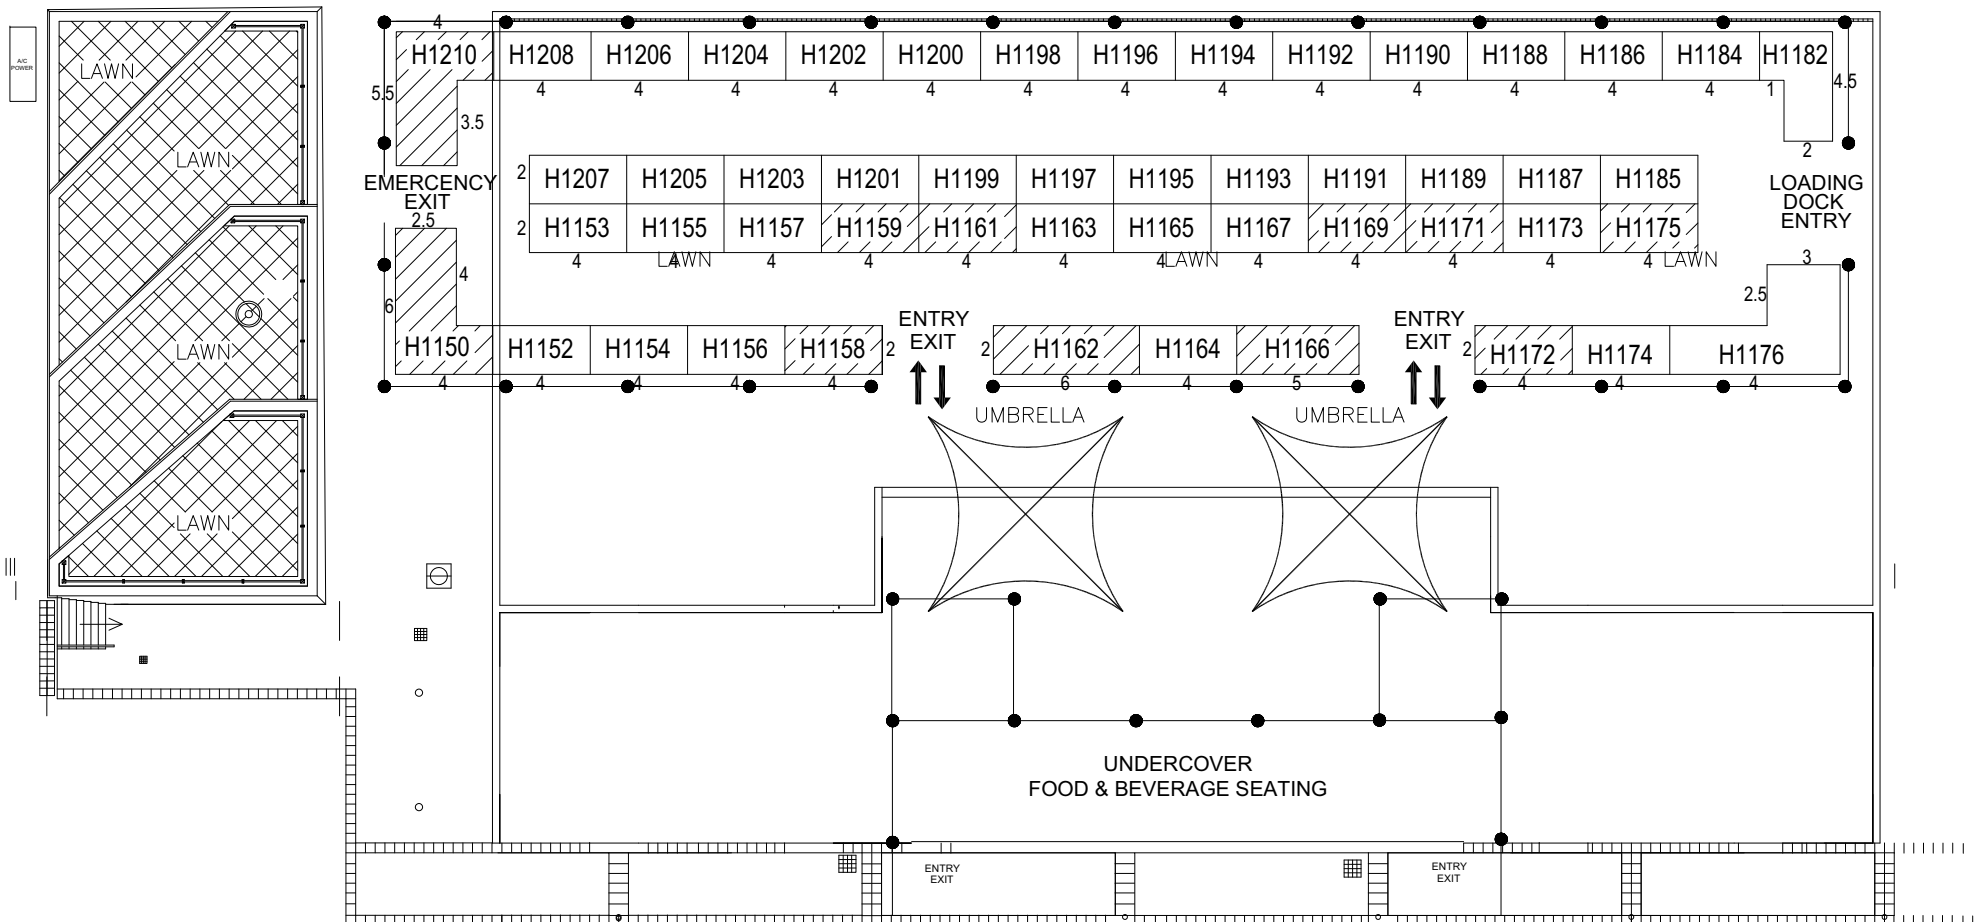 A/C
POWER
LAWN
LAWN
LAWN
LAWN
4
H1210 H1208 H1206 H1204 H1202 H1200 H1198 H1196 H1194 H1192 H1190 H1188 H1186 H1184 H1182
5.5 4 4 4 4 4 4 4 4 4 4 4 4 4 1 4.5
3.5
2
2 H1207 H1205 H1203 H1201 H1199 H1197 H1195 H1193 H1191 H1189 H1187 H1185
EMERCENCY
EXIT
LOADING
DOCK
ENTRY
2.5
2 H1153 H1155 H1157 H1159 H1161 H1163 H1165 H1167 H1169 H1171 H1173 H1175
4 4 4 4 4 4 4 4 4 4 4 4
LAWN LAWN LAWN
3
4
2.5
6
ENTRY
EXIT
ENTRY
EXIT
H1150 H1152 H1154 H1156 H1158 2
2 H1162 H1164 H1166
2 H1172 H1174 H1176
4 4 4 4 4 6 4 5 4 4 4
UMBRELLA UMBRELLA
UNDERCOVER
FOOD & BEVERAGE SEATING
ENTRY
EXIT
ENTRY
EXIT